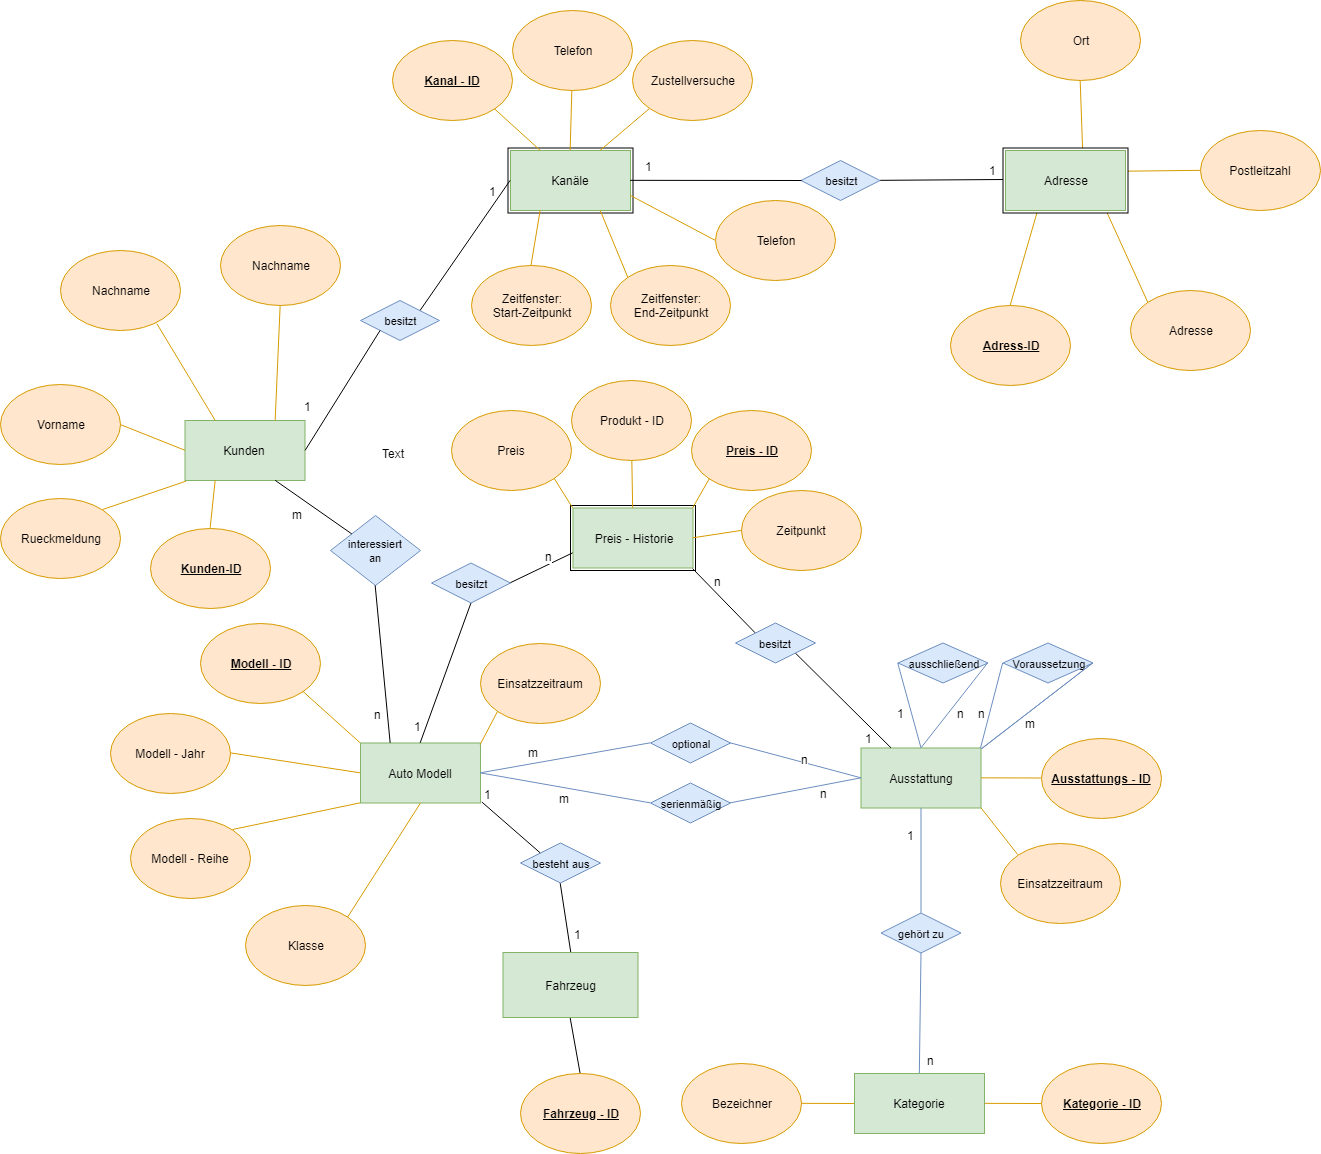 Ort
Telefon
Kanal - ID
Zustellversuche
1
1
Kanäle
besitzt
Adresse
Postleitzahl
1
Telefon
Nachname
Nachname
Zeitfenster:
Start-Zeitpunkt
Zeitfenster:
End-Zeitpunkt
besitzt
Adress-ID
Adresse
1
Vorname
Produkt - ID
Kunden
Text
Preis
Preis - ID
m
Rueckmeldung
Zeitpunkt
Preis - Historie
interessiert
an
n
Kunden-ID
besitzt
n
besitzt
Modell - ID
ausschließend
Voraussetzung
Einsatzzeitraum
n
1
1
n
n
m
1
optional
m
n
Modell - Jahr
Auto Modell
Ausstattung
Ausstattungs - ID
1
m
serienmäßig
n
1
Modell - Reihe
besteht aus
Einsatzzeitraum
1
gehört zu
Klasse
Fahrzeug
n
Bezeichner
Kategorie
Kategorie - ID
Fahrzeug - ID